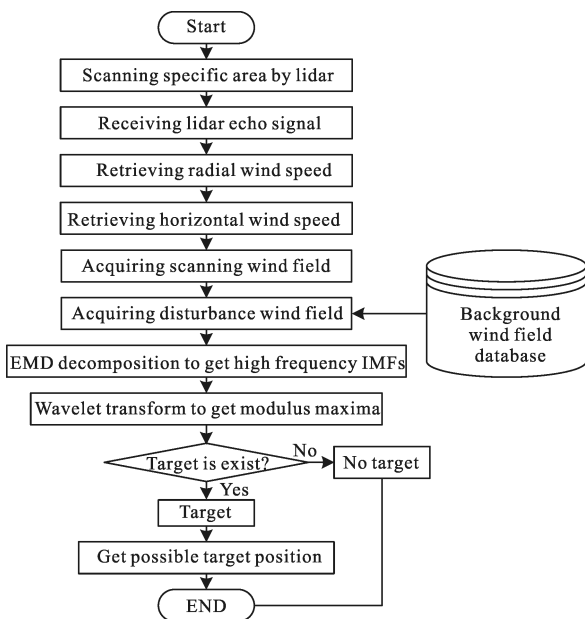 Start
Scanning specific area by lidar
Receiving lidar echo signal
Retrieving radial wind speed
Retrieving horizontal wind speed
Acquiring scanning wind field
Acquiring disturbance wind field
Background
wind field
database
EMD decomposition to get high frequency IMFs
Wavelet transform to get modulus maxima
Target is exist?
No
No target
Yes
Target
Get possible target position
END